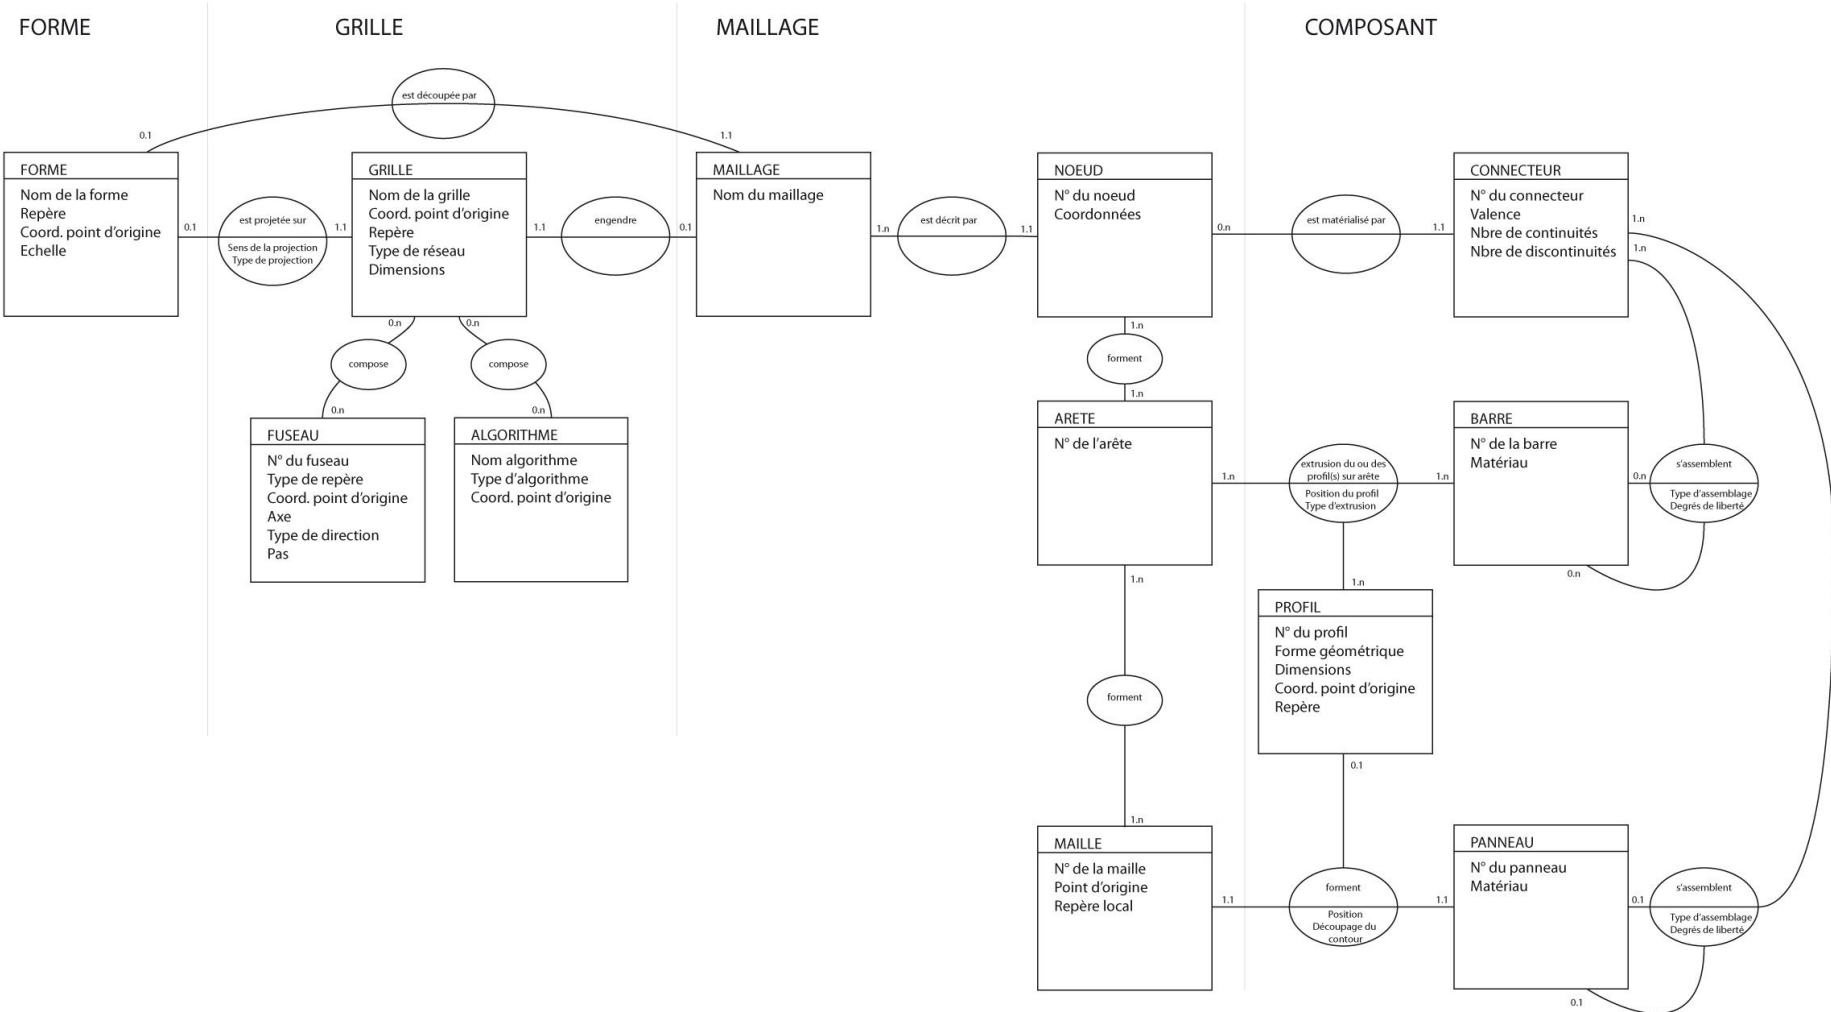 FORME
GRILLE
MAILLAGE
COMPOSANT
est découpée par
0.1
1.1
FORME
Nom de la forme
Repère
Coord. point d'origine
Echelle
0.1
est projetée sur
Sens de la projection
Type de projection
1.1
GRILLE
Nom de la grille
Coord. point d'origine
Repère
Type de réseau
Dimensions
1.1
engendre
0.1
MAILLAGE
Nom du maillage
1.n
est décrit par
1.1
NOEUD
N° du noeud
Coordonnées
0.n
est matérialisé par
1.1
CONNECTEUR
N° du connecteur
Valence
Nbre de continuités
Nbre de discontinuités
1.n
1.n
0.n
0.n
compose
compose
0.n
0.n
FUSEAU
N° du fuseau
Type de repère
Coord. point d'origine
Axe
Type de direction
Pas
ALGORITHME
Nom algorithme
Type d'algorithme
Coord. point d'origine
1.n
forment
1.n
ARETE
N° de l'arête
1.n
extrusion du ou des
profil(s) sur arête
Position du profil
Type d'extrusion
1.n
BARRE
N° de la barre
Matériau
0.n
s'assemblent
Type d'assemblage
Degrés de liberté
0.n
1.n
1.n
PROFIL
N° du profil
Forme géométrique
Dimensions
Coord. point d'origine
Repère
0.1
forment
1.n
MAILLE
N° de la maille
Point d'origine
Repère local
1.1
forment
Position
Découpage du
contour
1.1
PANNEAU
N° du panneau
Matériau
0.1
s'assemblent
Type d'assemblage
Degrés de liberté
0.1